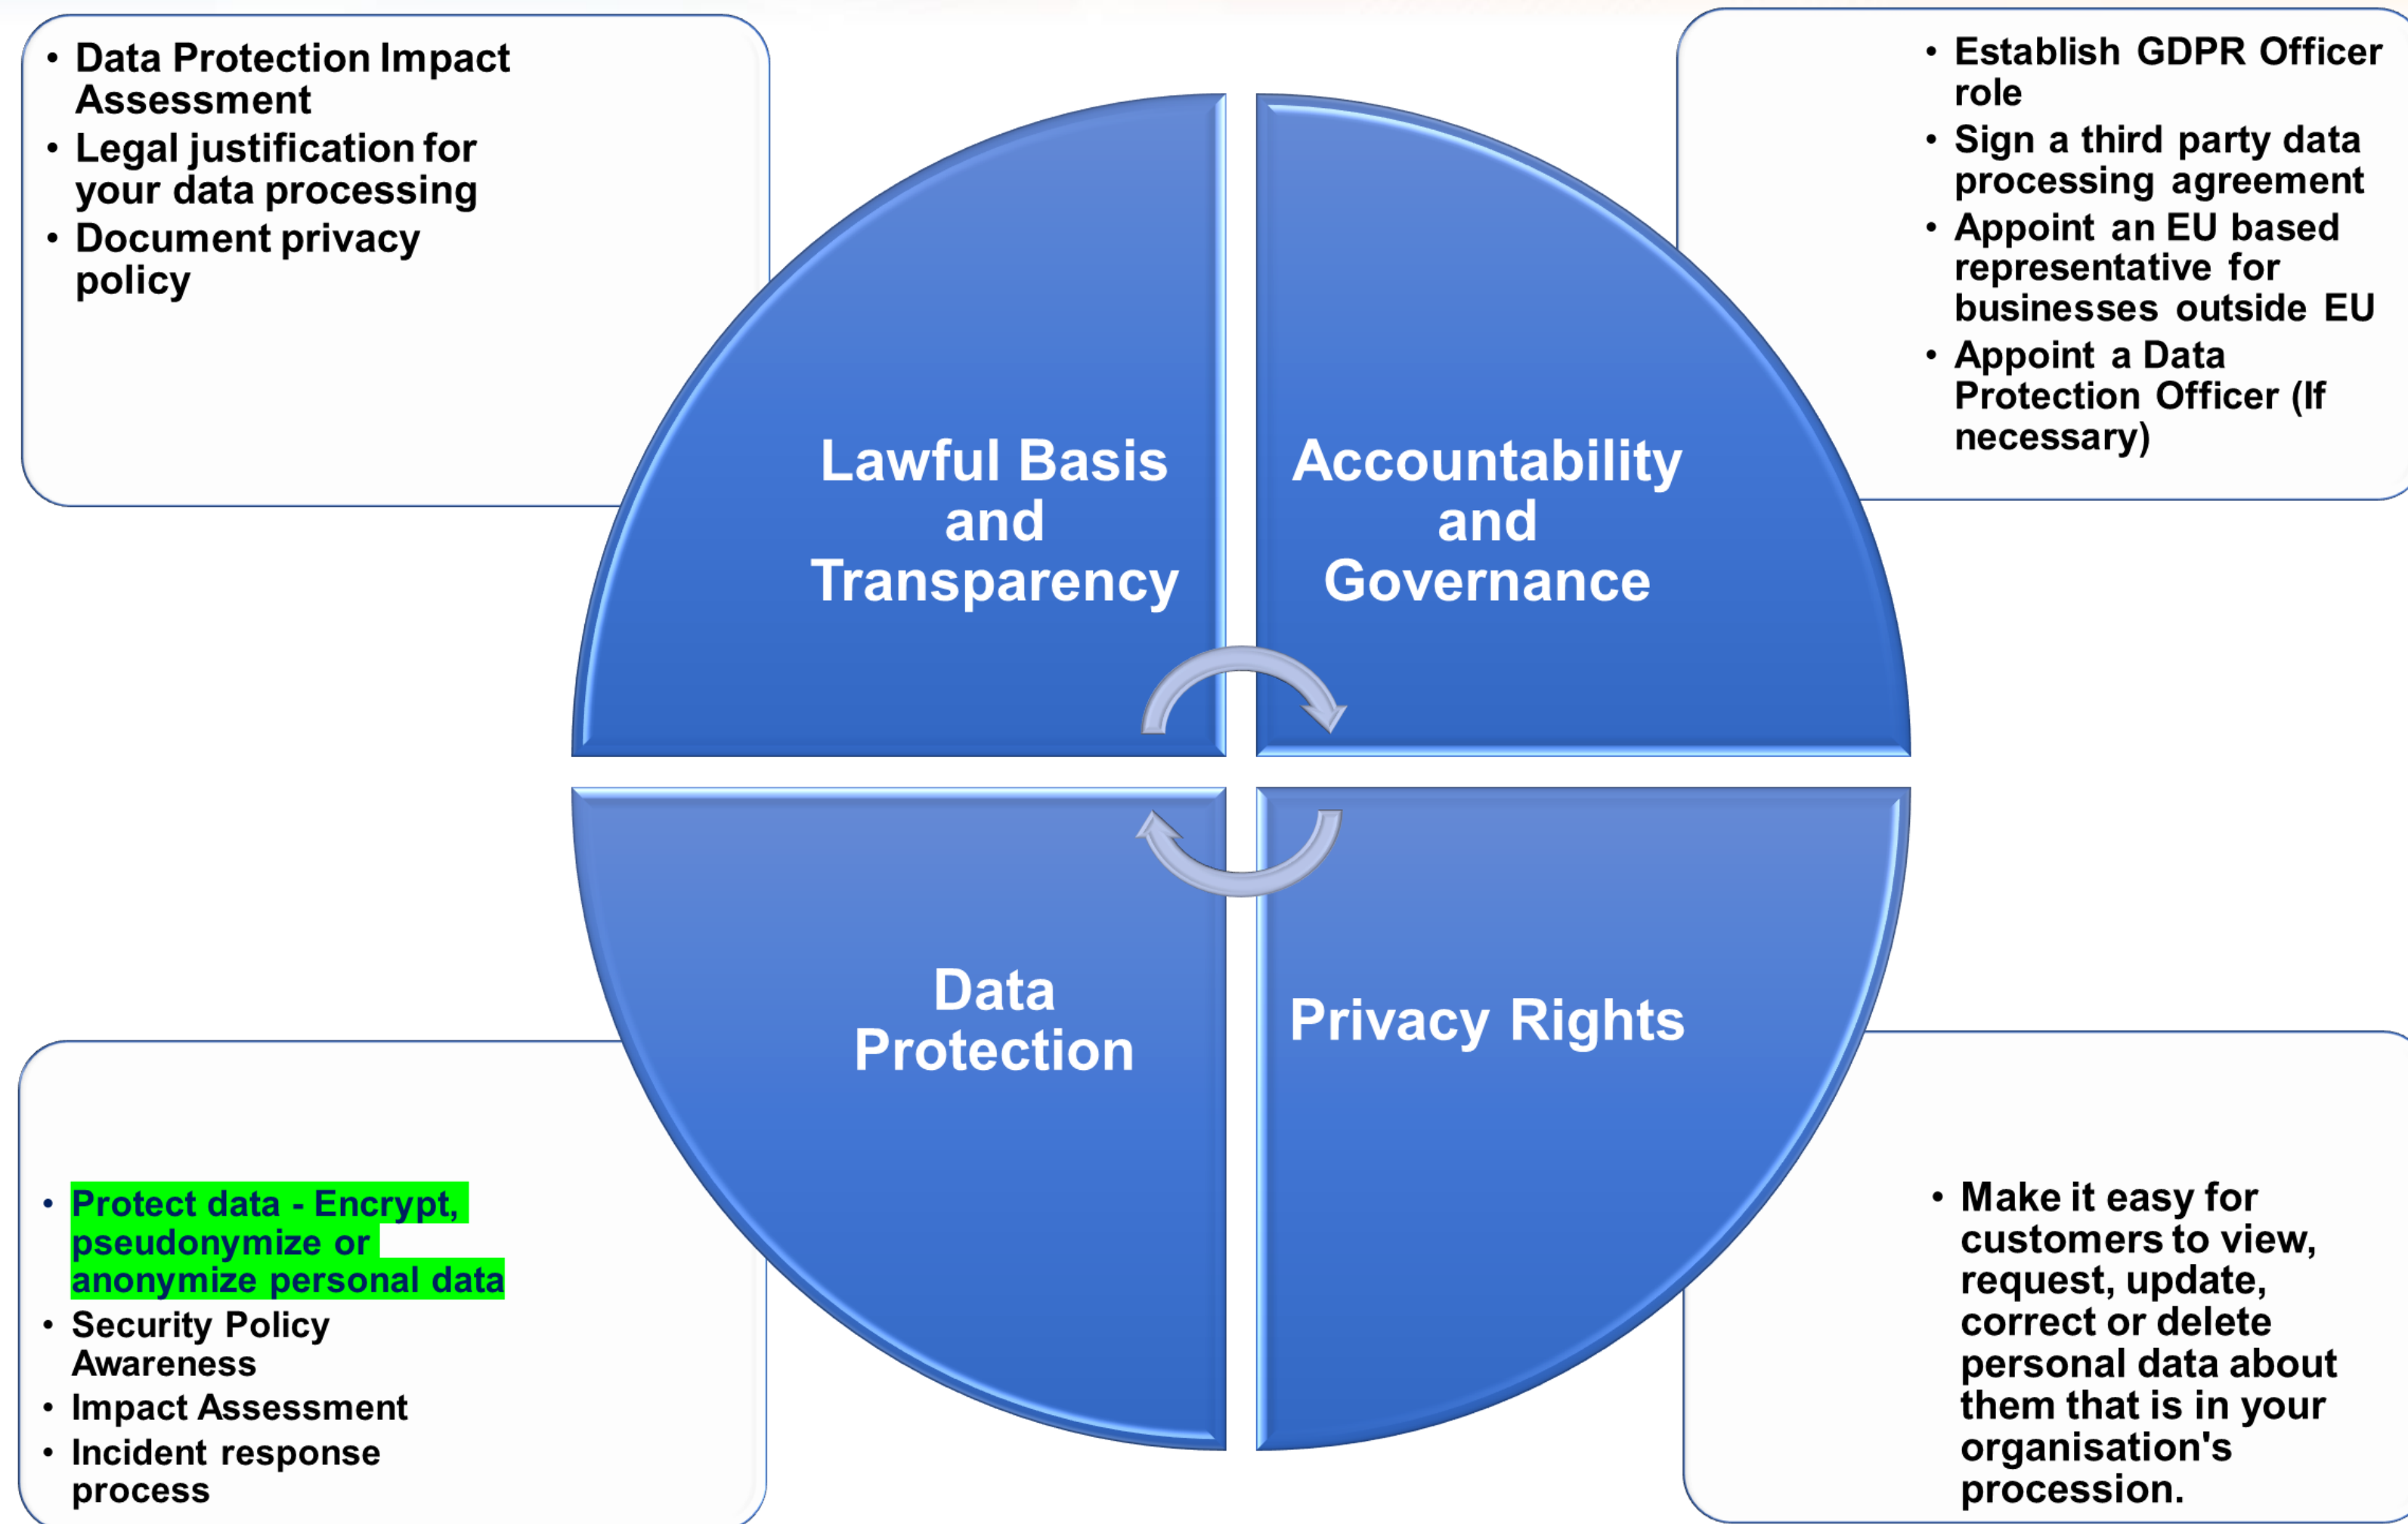 • Data Protection Impact
Assessment
• Legal justification for
your data processing
• Document privacy
policy
• Establish GDPR Officer
role
• Sign a third party data
processing agreement
• Appoint an EU based
representative for
businesses outside EU
• Appoint a Data
Protection Officer (If
necessary)
Lawful Basis
and
Transparency
Accountability
and
Governance
Data
Protection
Privacy Rights
• Protect data - Encrypt,
pseudonymize or
anonymize personal data
• Security Policy
Awareness
• Impact Assessment
• Incident response
process
• Make it easy for
customers to view,
request, update,
correct or delete
personal data about
them that is in your
organisation's
procession.